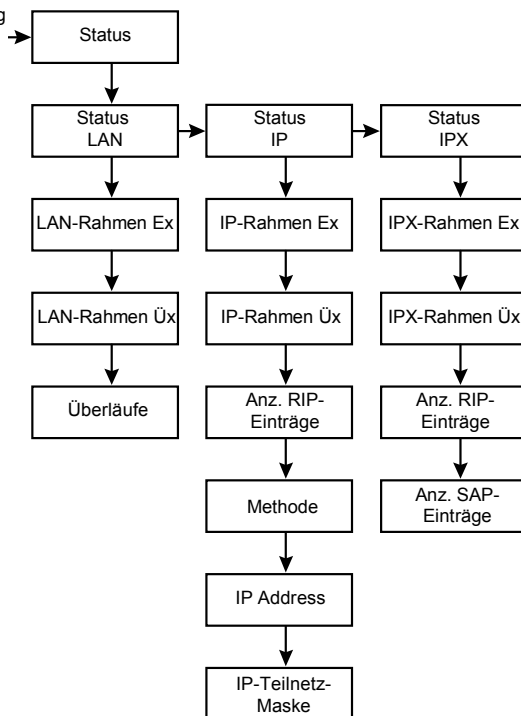 g
Status
Status
LAN
Status
IP
Status
IPX
LAN-Rahmen Ex
IP-Rahmen Ex
IPX-Rahmen Ex
LAN-Rahmen Üx
IP-Rahmen Üx
IPX-Rahmen Üx
Überläufe
Anz. RIP-
Einträge
Anz. RIP-
Einträge
Methode
Anz. SAP-
Einträge
IP Address
IP-Teilnetz-
Maske